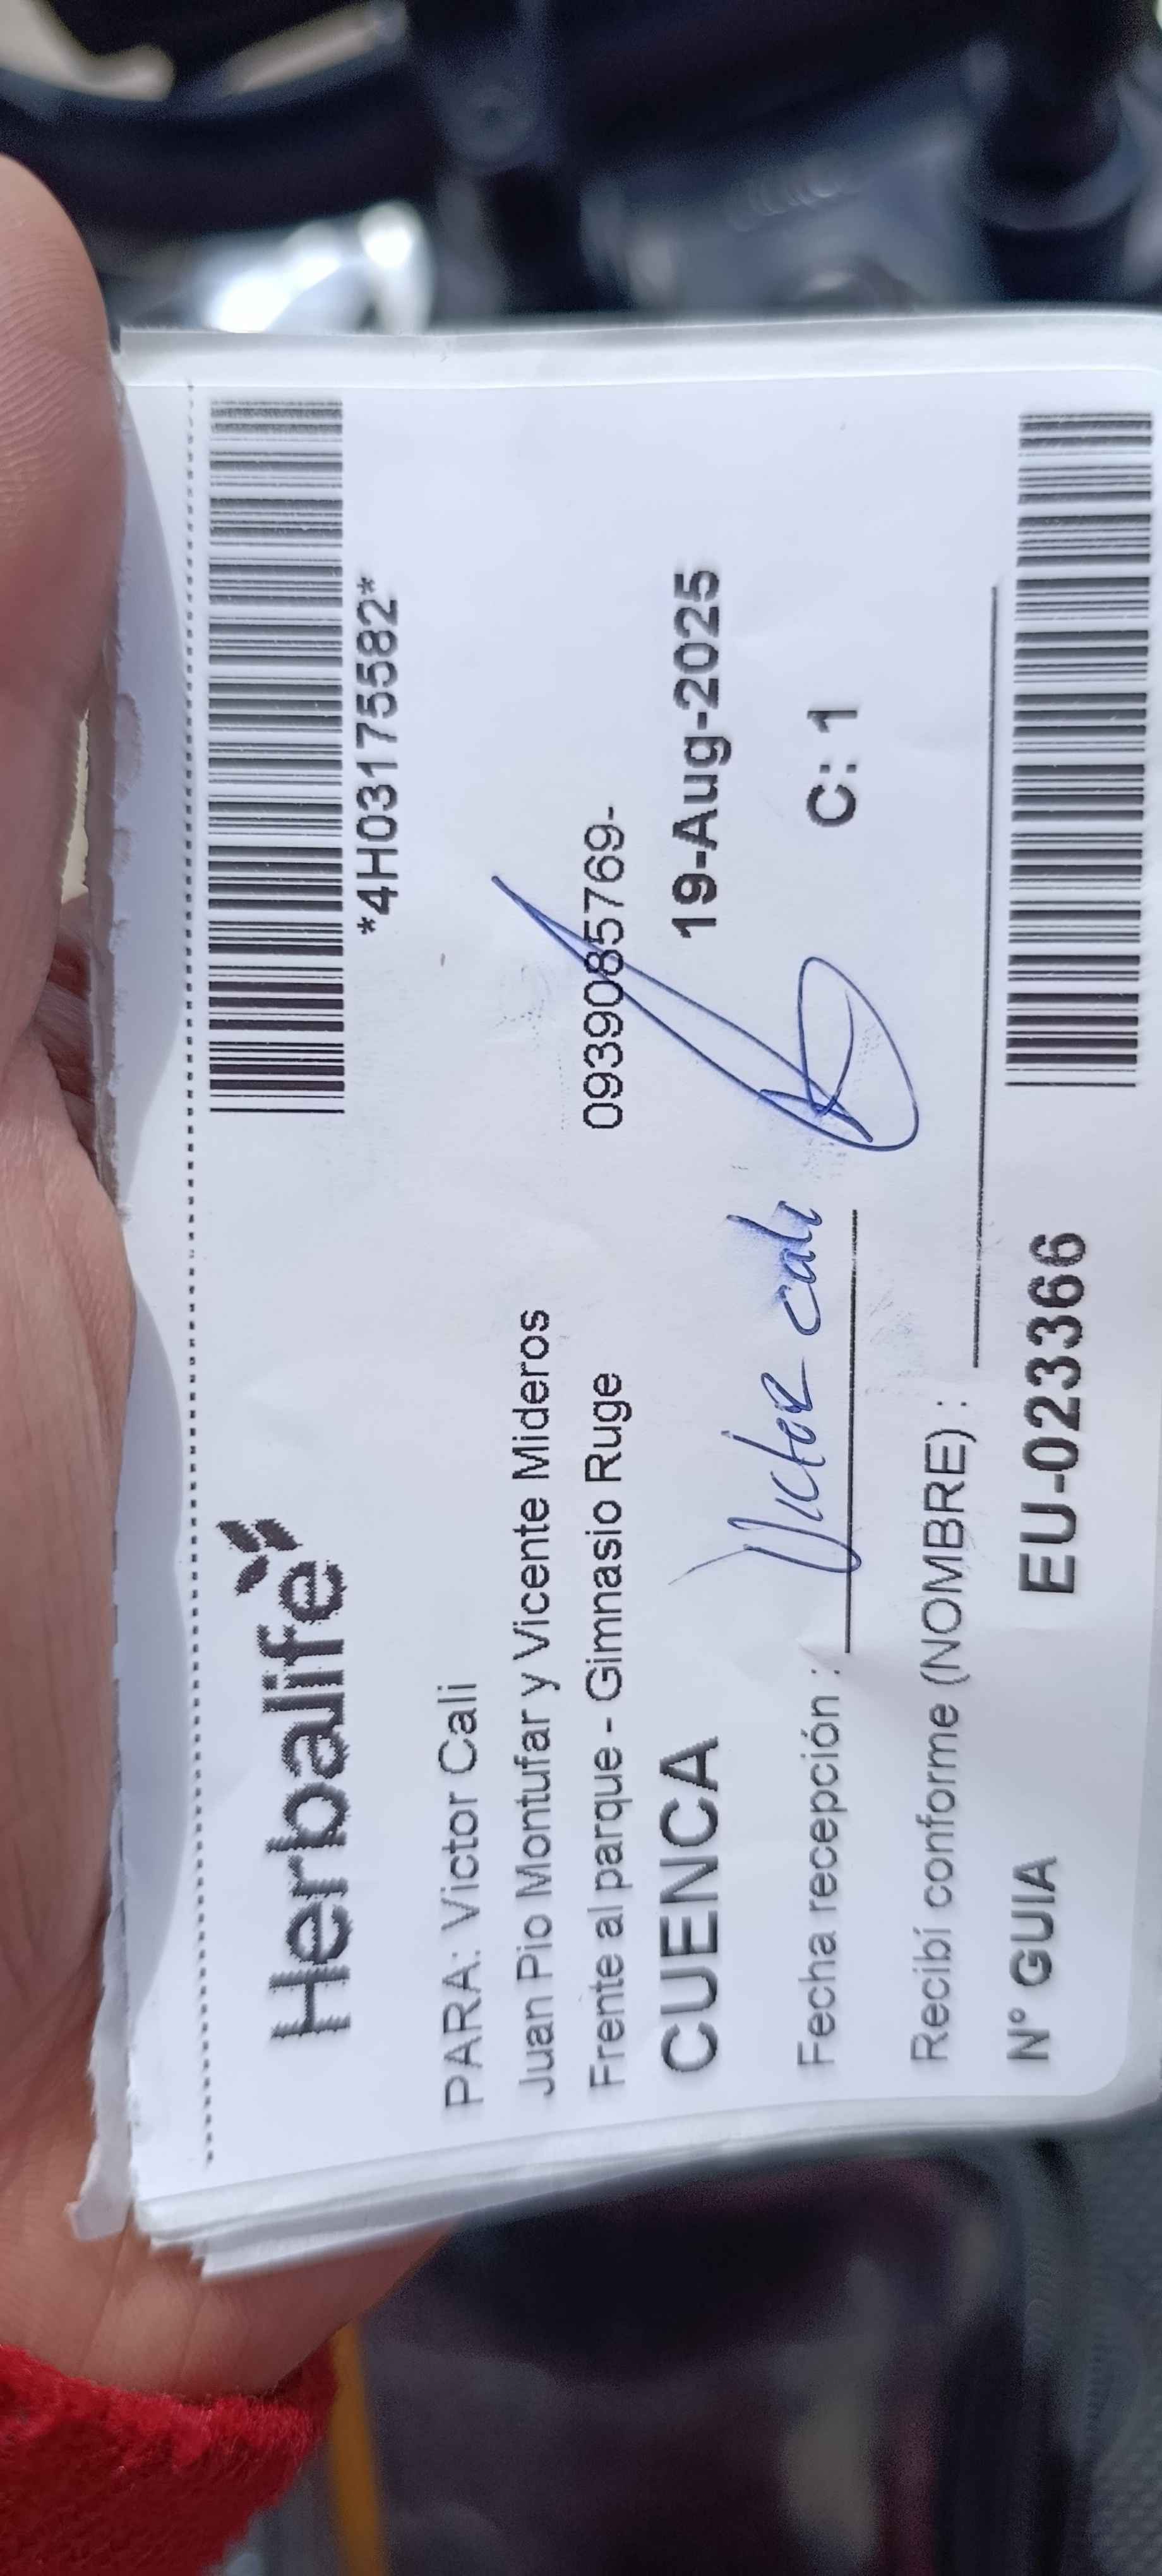 Herbalife
*4H03175582*
PARA: Victor Cali
Juan Pio Montufar y Vicente Mideros
Frente al parque - Gimnasio Ruge 0939085769-
CUENCA 19-Aug-2025
Fecha recepción : Victor cali C: 1
Recibí conforme (NOMBRE) :
N° GUIA EU-023366